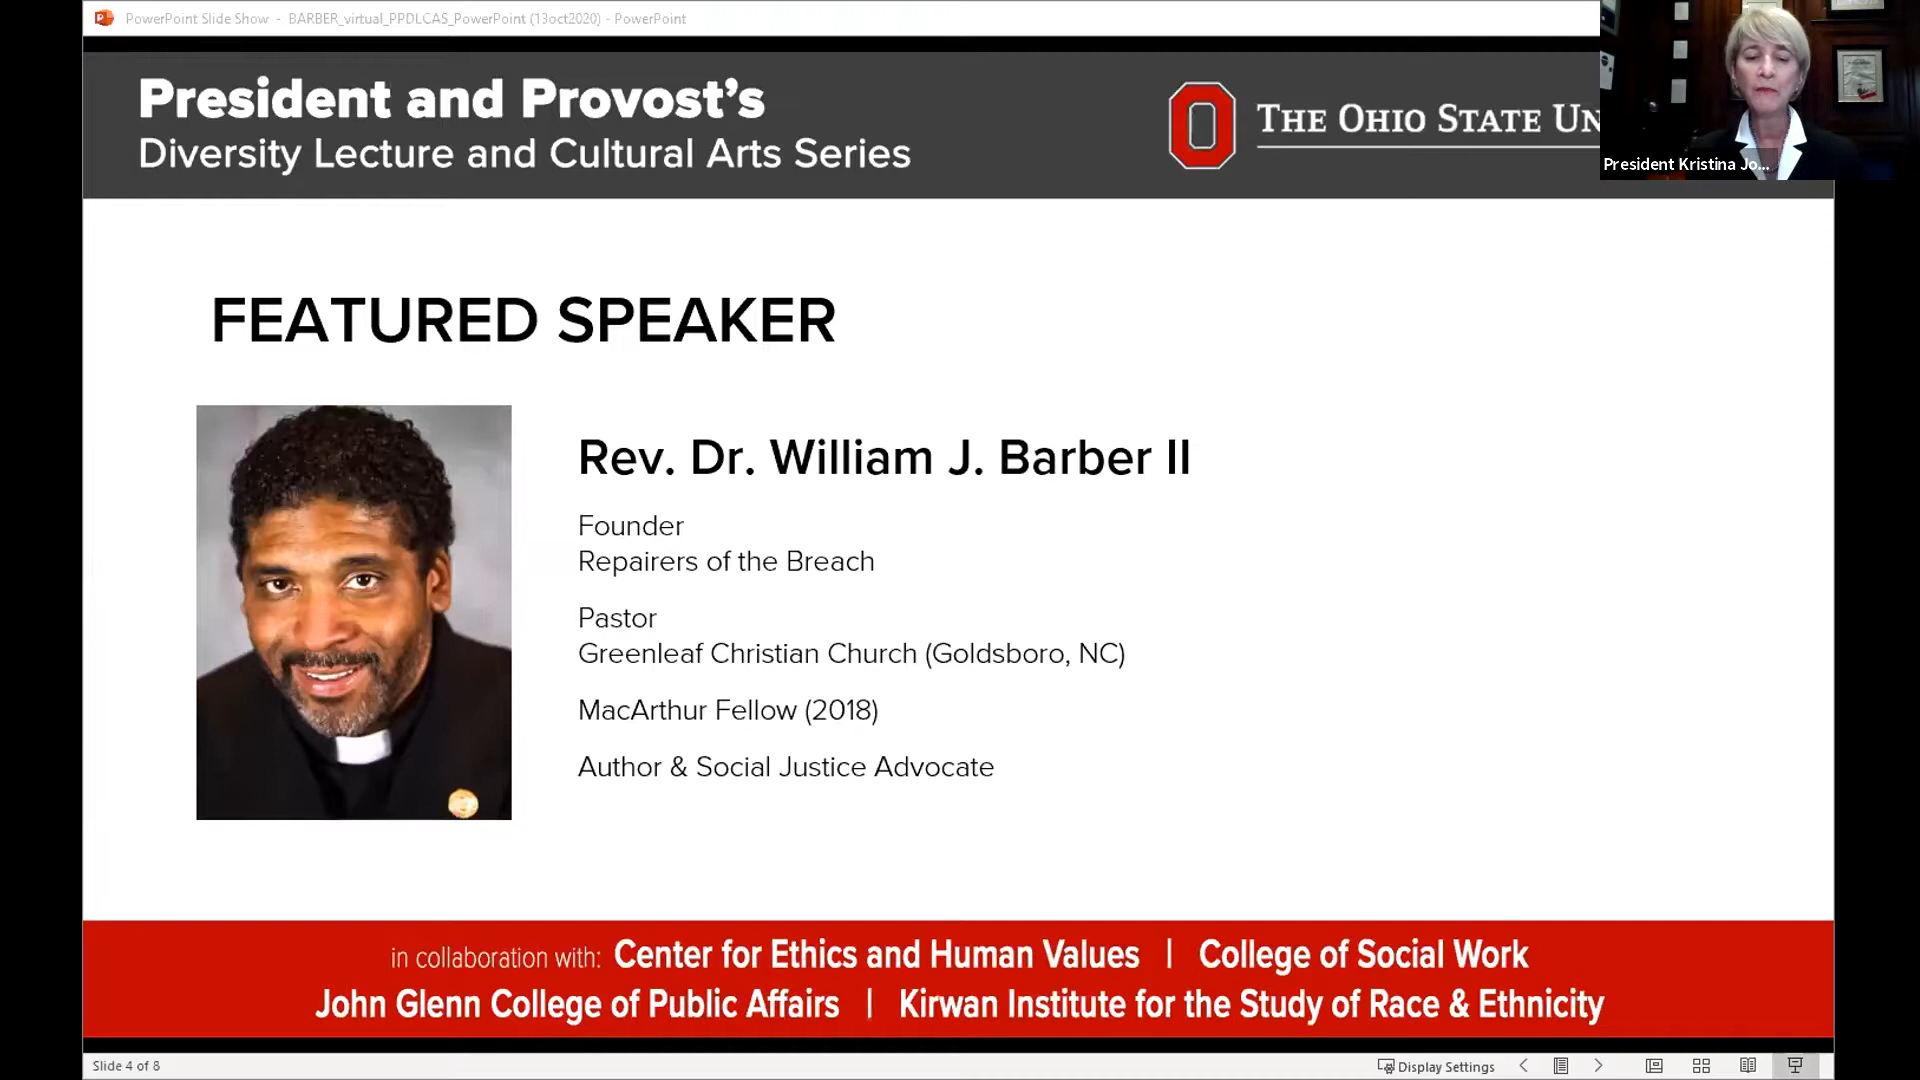 PowerPoint Slide Show - BARBER_virtual_PPDLCAS_PowerPoint (13oct2020) - PowerPoint
President and Provost's
Diversity Lecture and Cultural Arts Series
THE OHIO STATE UN
President Kristina Jo...
FEATURED SPEAKER
Rev. Dr. William J. Barber II
Founder
Repairers of the Breach
Pastor
Greenleaf Christian Church (Goldsboro, NC)
MacArthur Fellow (2018)
Author & Social Justice Advocate
in collaboration with: Center for Ethics and Human Values | College of Social Work
John Glenn College of Public Affairs | Kirwan Institute for the Study of Race & Ethnicity
Slide 4 of 8
Display Settings